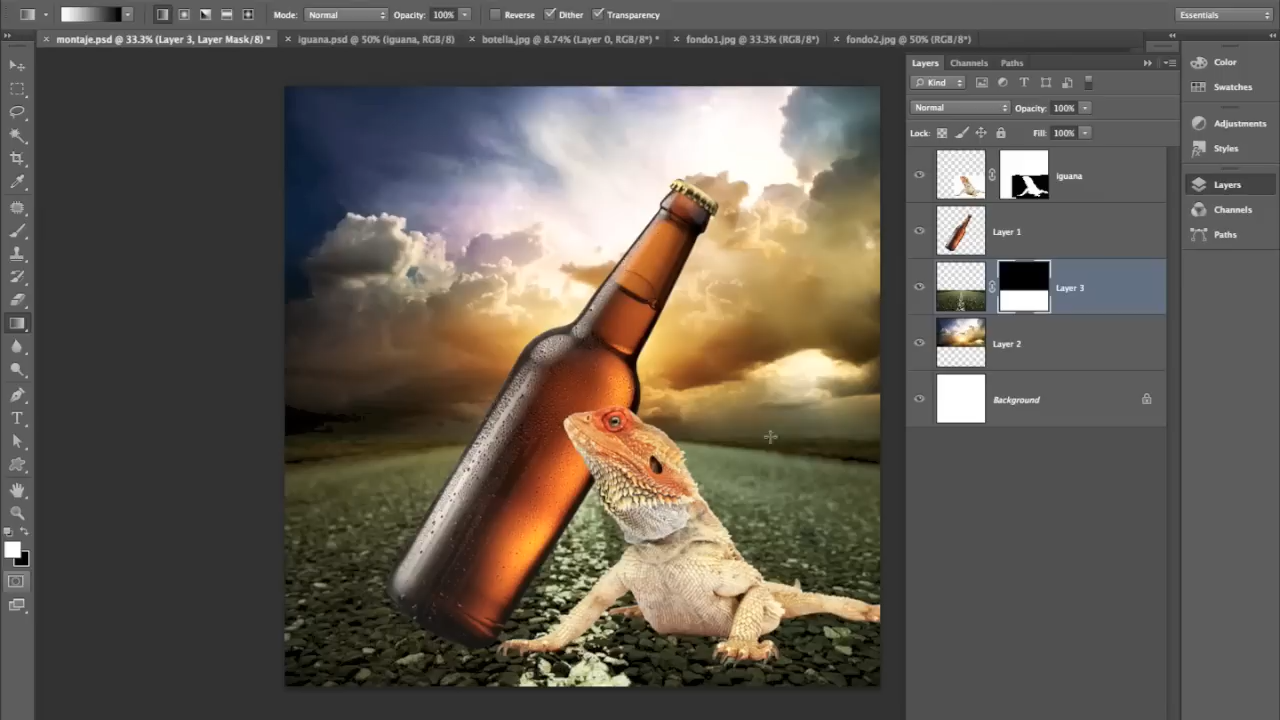 Mode: Normal Opacity: 100% Reverse Dither Transparency Essentials
montaje.psd @ 33.3% (Layer 3, Layer Mask/8) * iguana.psd @ 50% (iguana, RGB/8) botella.jpg @ 8.74% (Layer 0, RGB/8*) * fondo1.jpg @ 33.3% (RGB/8*) fondo2.jpg @ 50% (RGB/8*)
Layers Channels Paths
Kind
Normal Opacity: 100%
Lock: Fill: 100%
iguana
Layer 1
Layer 3
Layer 2
Background
Color
Swatches
Adjustments
Styles
Layers
Channels
Paths